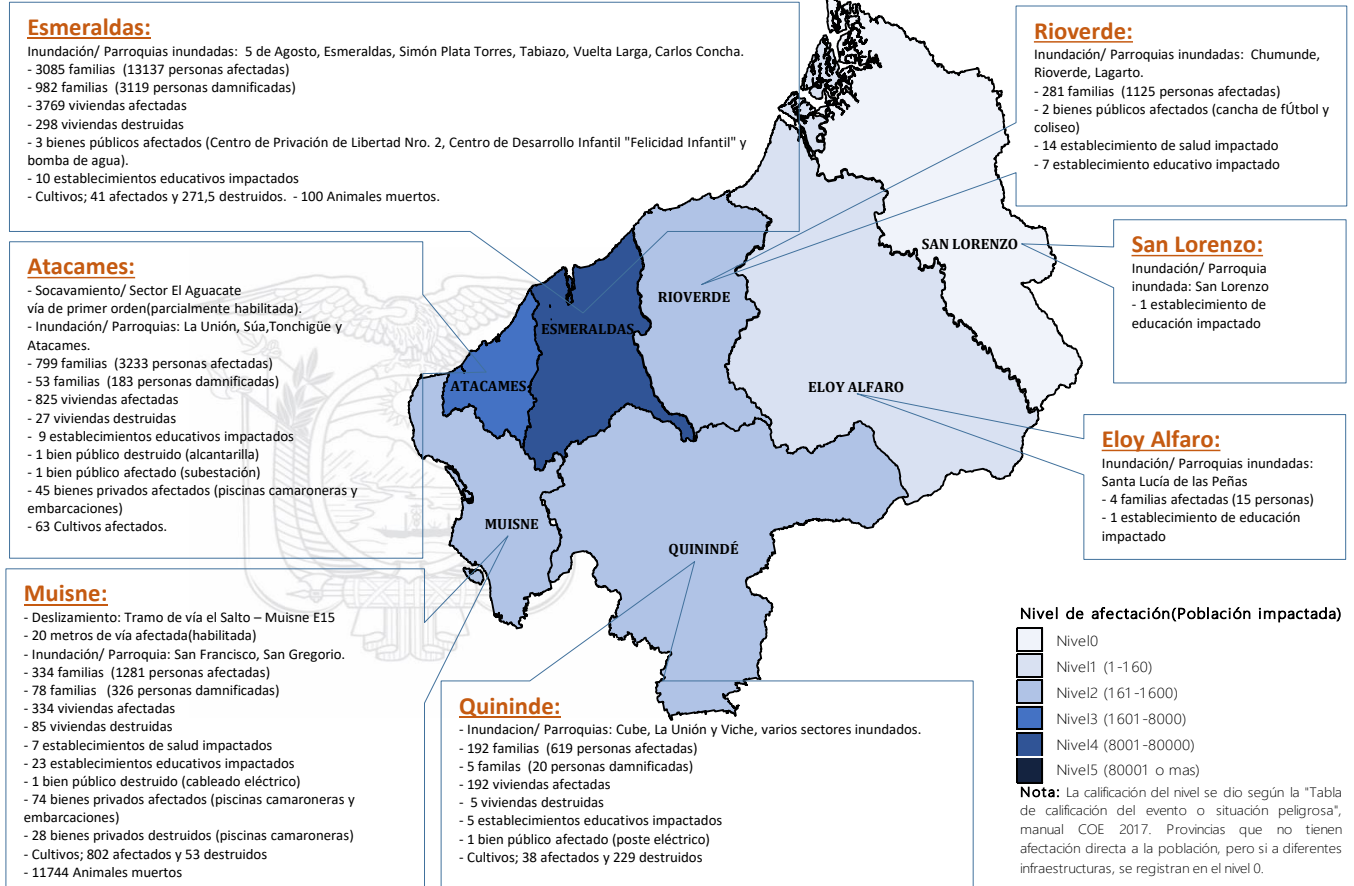 Esmeraldas:
Inundación/ Parroquias inundadas: 5 de Agosto, Esmeraldas, Simón Plata Torres, Tabiazo, Vuelta Larga, Carlos Concha.
- 3085 familias (13137 personas afectadas)
- 982 familias (3119 personas damnificadas)
- 3769 viviendas afectadas
- 298 viviendas destruidas
- 3 bienes públicos afectados (Centro de Privación de Libertad Nro. 2, Centro de Desarrollo Infantil "Felicidad Infantil" y
bomba de agua).
- 10 establecimientos educativos impactados
- Cultivos; 41 afectados y 271,5 destruidos. - 100 Animales muertos.
Rioverde:
Inundación/ Parroquias inundadas: Chumunde,
Rioverde, Lagarto.
- 281 familias (1125 personas afectadas)
- 2 bienes públicos afectados (cancha de fÚtbol y
coliseo)
- 14 establecimiento de salud impactado
- 7 establecimiento educativo impactado
San Lorenzo:
Inundación/ Parroquia
inundada: San Lorenzo
- 1 establecimiento de
educación impactado
Atacames:
- Socavamiento/ Sector El Aguacate
vía de primer orden(parcialmente habilitada).
- Inundación/ Parroquias: La Unión, Súa,Tonchigüe y
Atacames.
- 799 familias (3233 personas afectadas)
- 53 familias (183 personas damnificadas)
- 825 viviendas afectadas
- 27 viviendas destruidas
- 9 establecimientos educativos impactados
- 1 bien público destruido (alcantarilla)
- 1 bien público afectado (subestación)
- 45 bienes privados afectados (piscinas camaroneras y
embarcaciones)
- 63 Cultivos afectados.
SAN LORENZO
RIOVERDE
ESMERALDAS
ATACAMES
ELOY ALFARO
MUISNE
QUININDÉ
Eloy Alfaro:
Inundación/ Parroquias inundadas:
Santa Lucía de las Peñas
- 4 familias afectadas (15 personas)
- 1 establecimiento de educación
impactado
Muisne:
- Deslizamiento: Tramo de vía el Salto – Muisne E15
- 20 metros de vía afectada(habilitada)
- Inundación/ Parroquia: San Francisco, San Gregorio.
- 334 familias (1281 personas afectadas)
- 78 familias (326 personas damnificadas)
- 334 viviendas afectadas
- 85 viviendas destruidas
- 7 establecimientos de salud impactados
- 23 establecimientos educativos impactados
- 1 bien público destruido (cableado eléctrico)
- 74 bienes privados afectados (piscinas camaroneras y
embarcaciones)
- 28 bienes privados destruidos (piscinas camaroneras)
- Cultivos; 802 afectados y 53 destruidos
- 11744 Animales muertos
Quininde:
- Inundacion/ Parroquias: Cube, La Unión y Viche, varios sectores inundados.
- 192 familias (619 personas afectadas)
- 5 familas (20 personas damnificadas)
- 192 viviendas afectadas
- 5 viviendas destruidas
- 5 establecimientos educativos impactados
- 1 bien público afectado (poste eléctrico)
- Cultivos; 38 afectados y 229 destruidos
Nivel de afectación(Población impactada)
Nivel0
Nivel1 (1-160)
Nivel2 (161-1600)
Nivel3 (1601-8000)
Nivel4 (8001-80000)
Nivel5 (80001 o mas)
Nota: La calificación del nivel se dio según la "Tabla
de calificación del evento o situación peligrosa",
manual COE 2017. Provincias que no tienen
afectación directa a la población, pero si a diferentes
infraestructuras, se registran en el nivel 0.